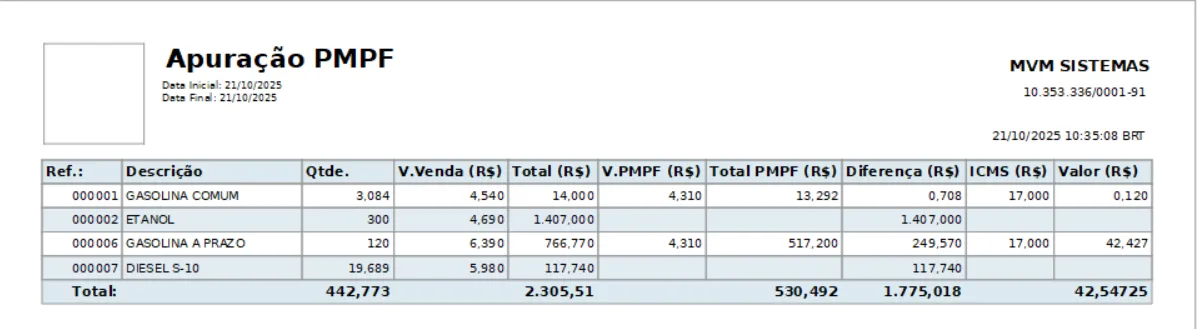 Apuração PMPF
Data Inicial: 21/10/2025
Data Final: 21/10/2025
MVM SISTEMAS
10.353.336/0001-91
21/10/2025 10:35:08 BRT
Ref.: Descrição Qtde. V.Venda (R$) Total (R$) V.PMPF (R$) Total PMPF (R$) Diferença (R$) ICMS (R$) Valor (R$)
000001 GASOLINA COMUM 3,084 4,540 14,000 4,310 13,292 0,708 17,000 0,120
000002 ETANOL 300 4,690 1.407,000 1.407,000
000006 GASOLINA A PRAZO 120 6,390 766,770 4,310 517,200 249,570 17,000 42,427
000007 DIESEL S-10 19,689 5,980 117,740 117,740
Total: 442,773 2.305,51 530,492 1.775,018 42,54725